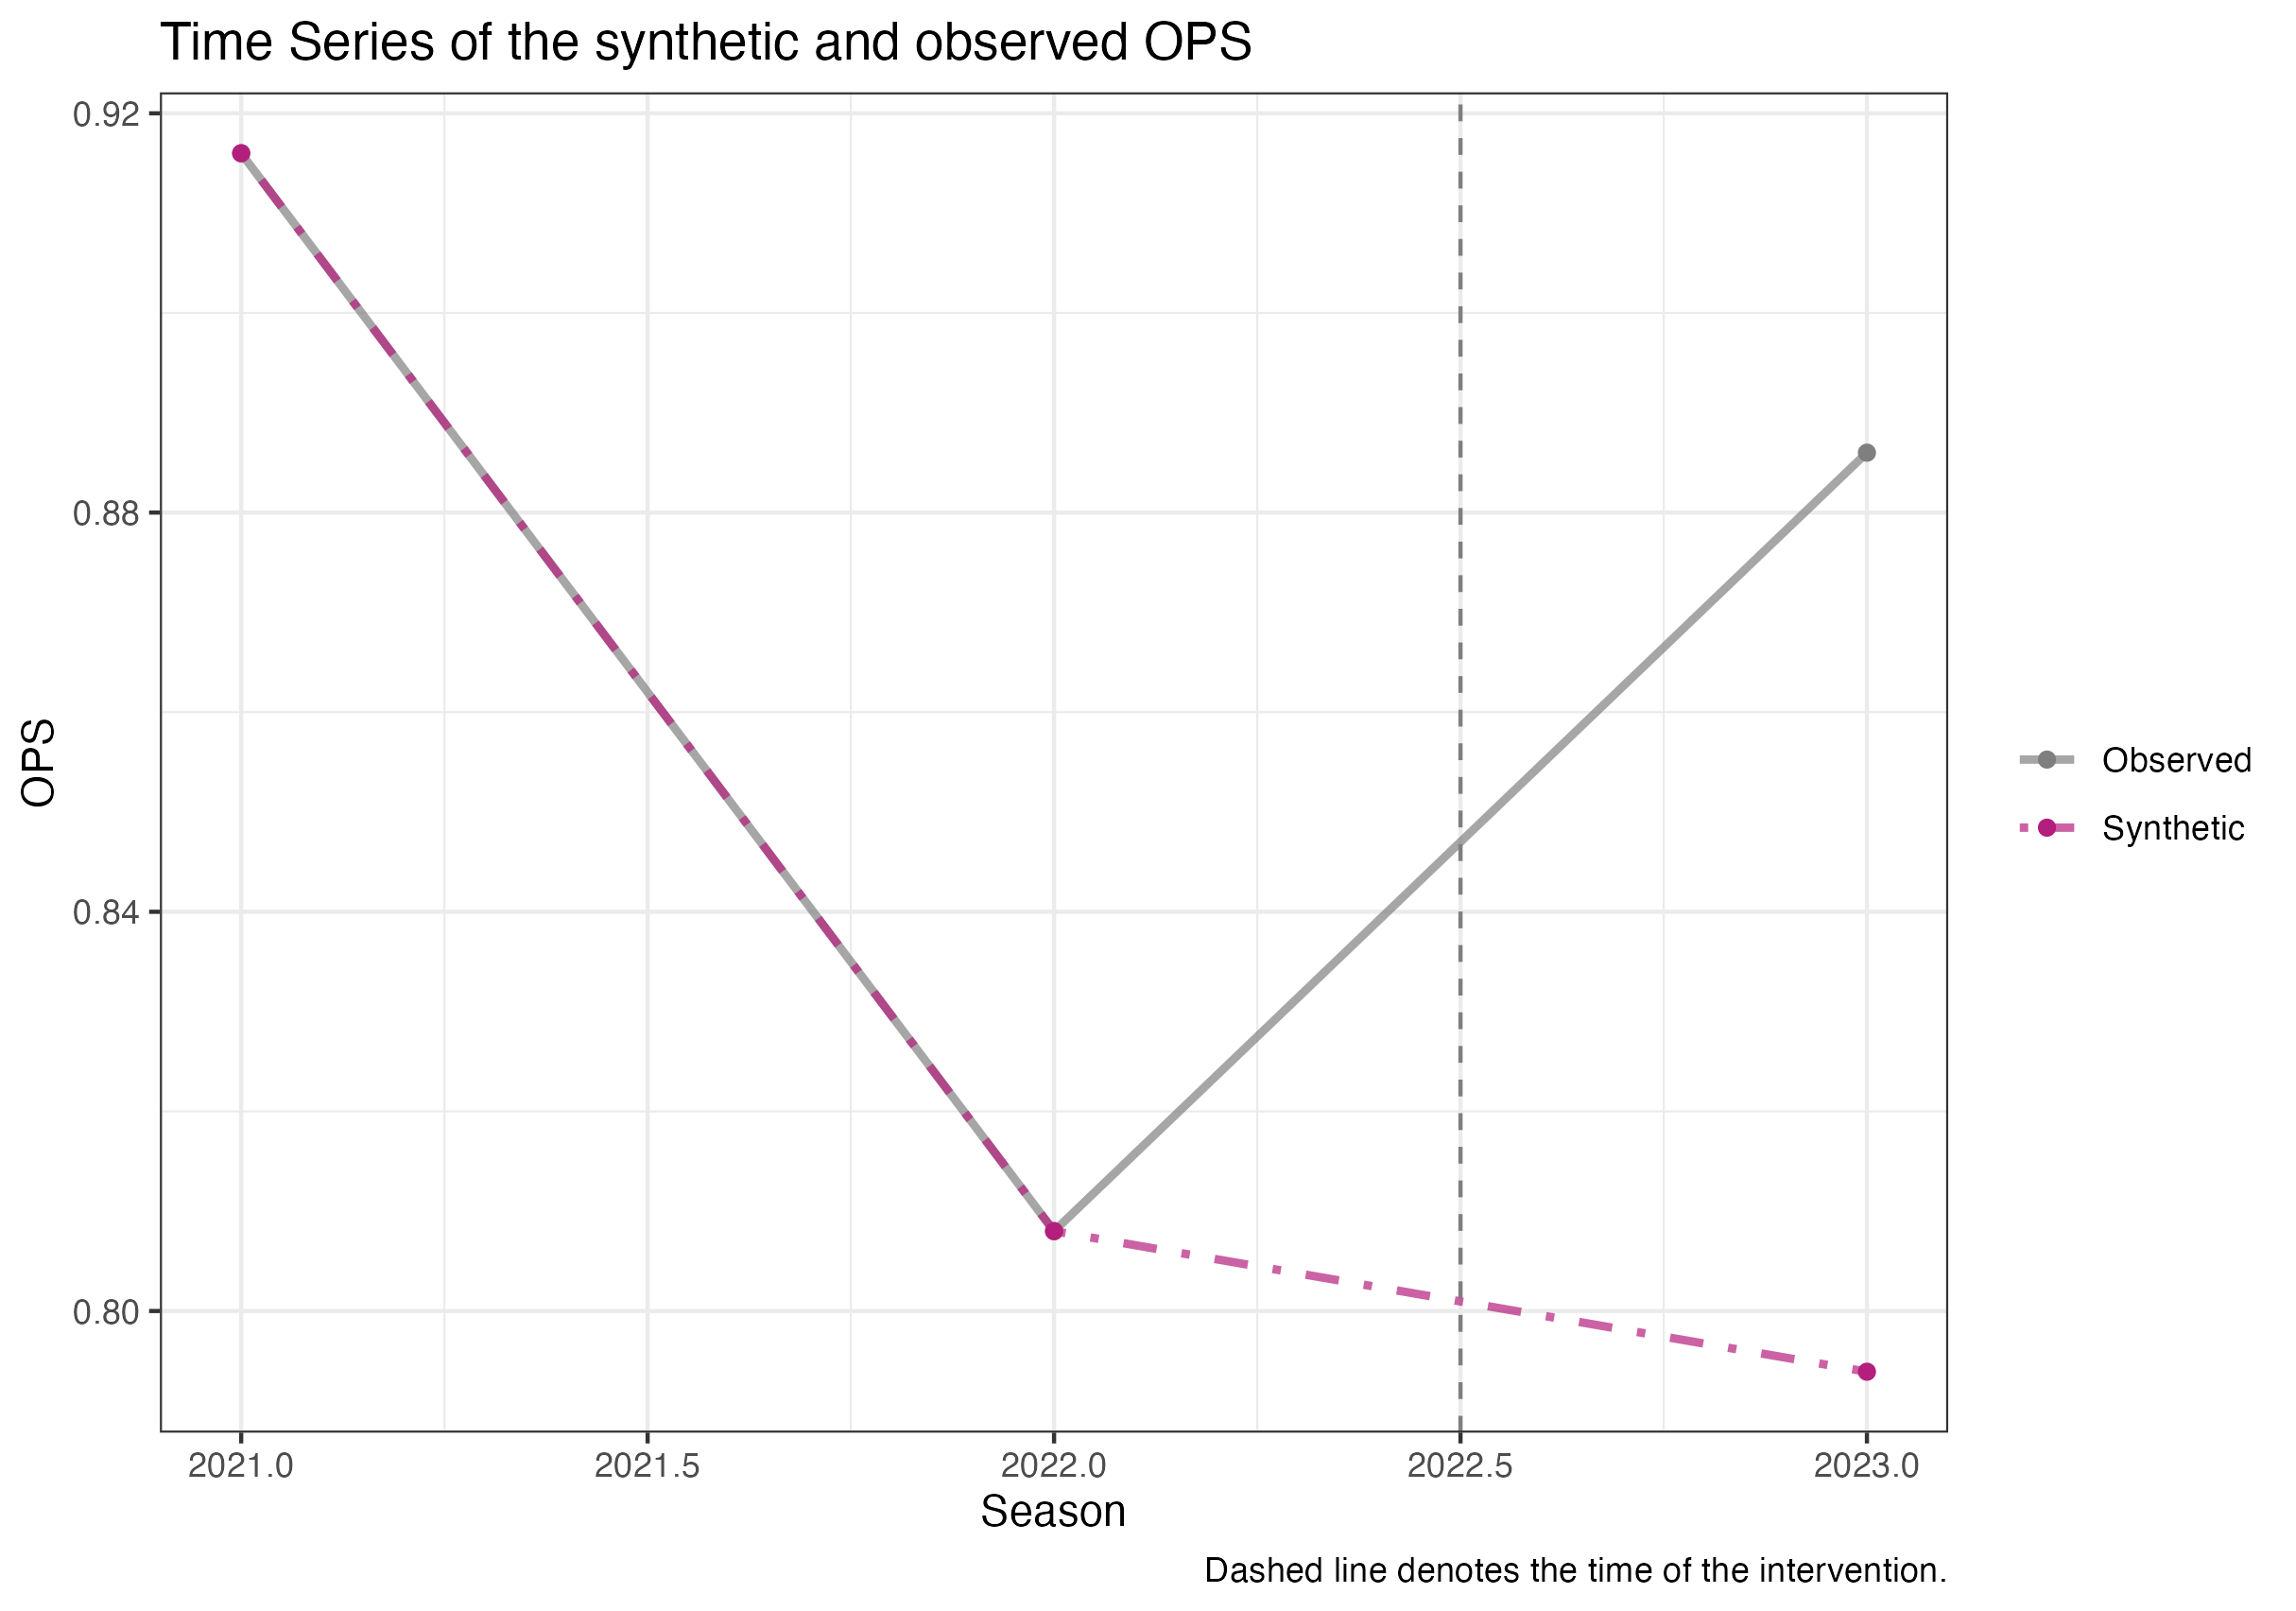 Time Series of the synthetic and observed OPS
0.92
0.88
0.84
0.80
OPS
2021.0
2021.5
2022.0
2022.5
2023.0
Season
Observed
Synthetic
Dashed line denotes the time of the intervention.